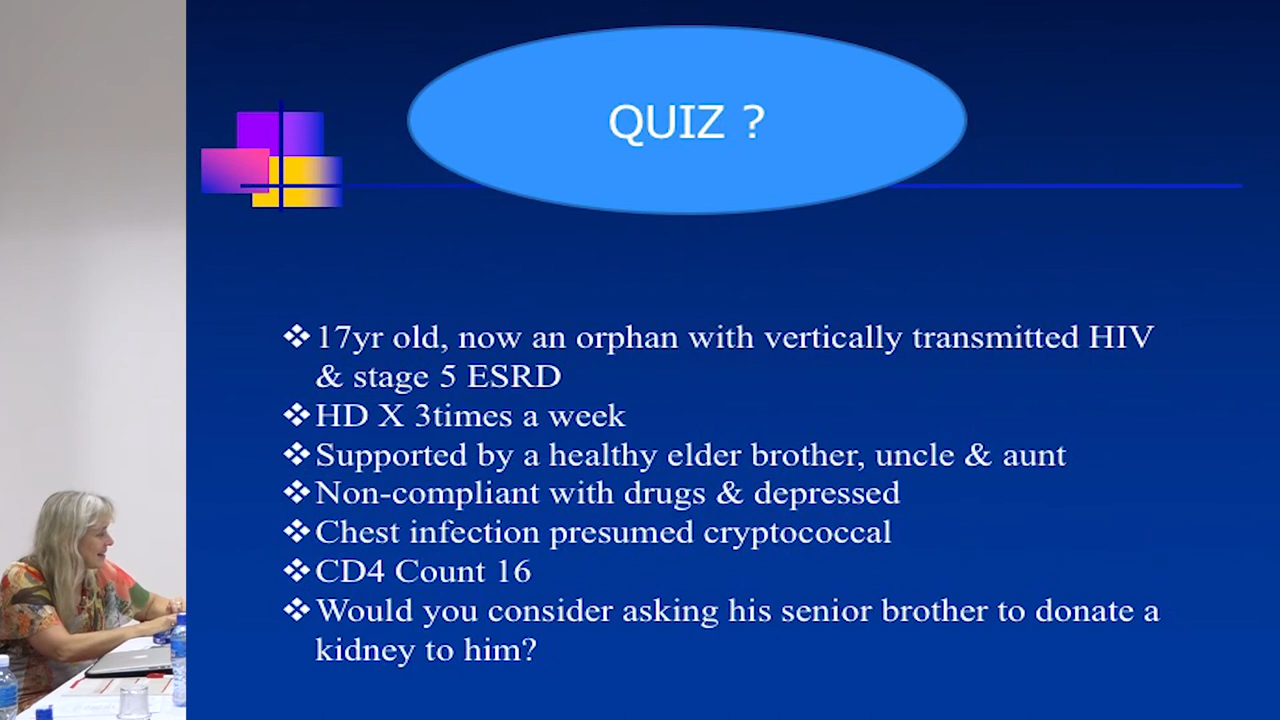 QUIZ ?
❖17yr old, now an orphan with vertically transmitted HIV
& stage 5 ESRD
❖HD X 3times a week
❖Supported by a healthy elder brother, uncle & aunt
❖Non-compliant with drugs & depressed
❖Chest infection presumed cryptococcal
❖CD4 Count 16
❖Would you consider asking his senior brother to donate a
kidney to him?